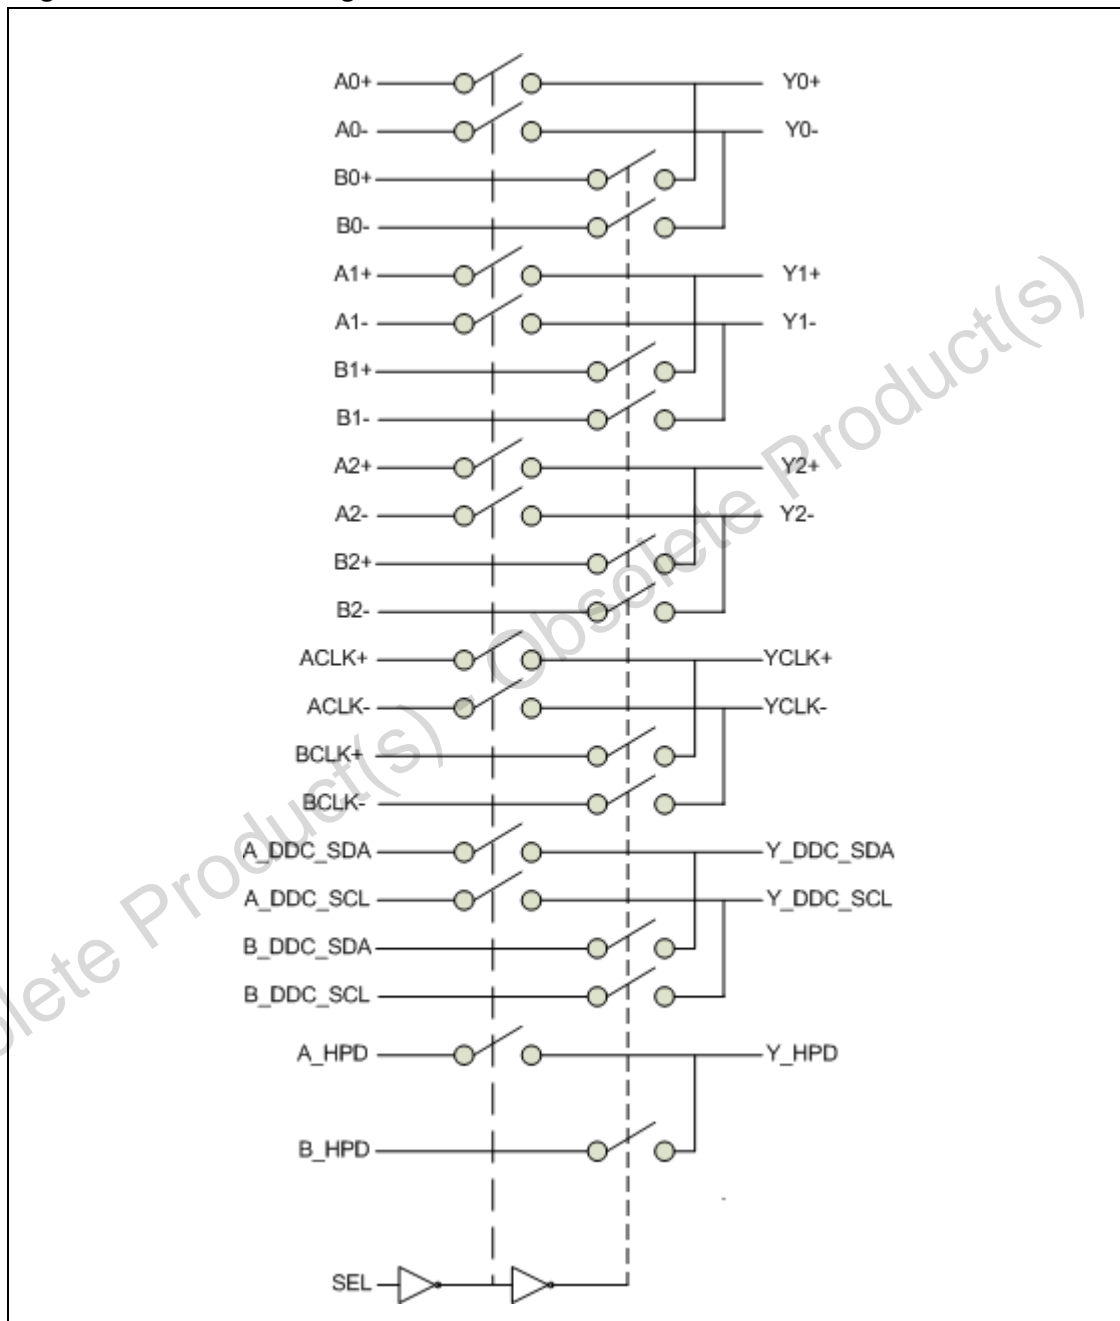 A0+ Y0+
A0- Y0-
B0+
B0-
A1+ Y1+
A1- Y1-
B1+
B1-
A2+ Y2+
A2- Y2-
B2+
B2-
ACLK+ YCLK+
ACLK- YCLK-
BCLK+
BCLK-
A_DDC_SDA Y_DDC_SDA
A_DDC_SCL Y_DDC_SCL
B_DDC_SDA
B_DDC_SCL
A_HPD Y_HPD
B_HPD
SEL
Product(s) - Obsolete Product(s)